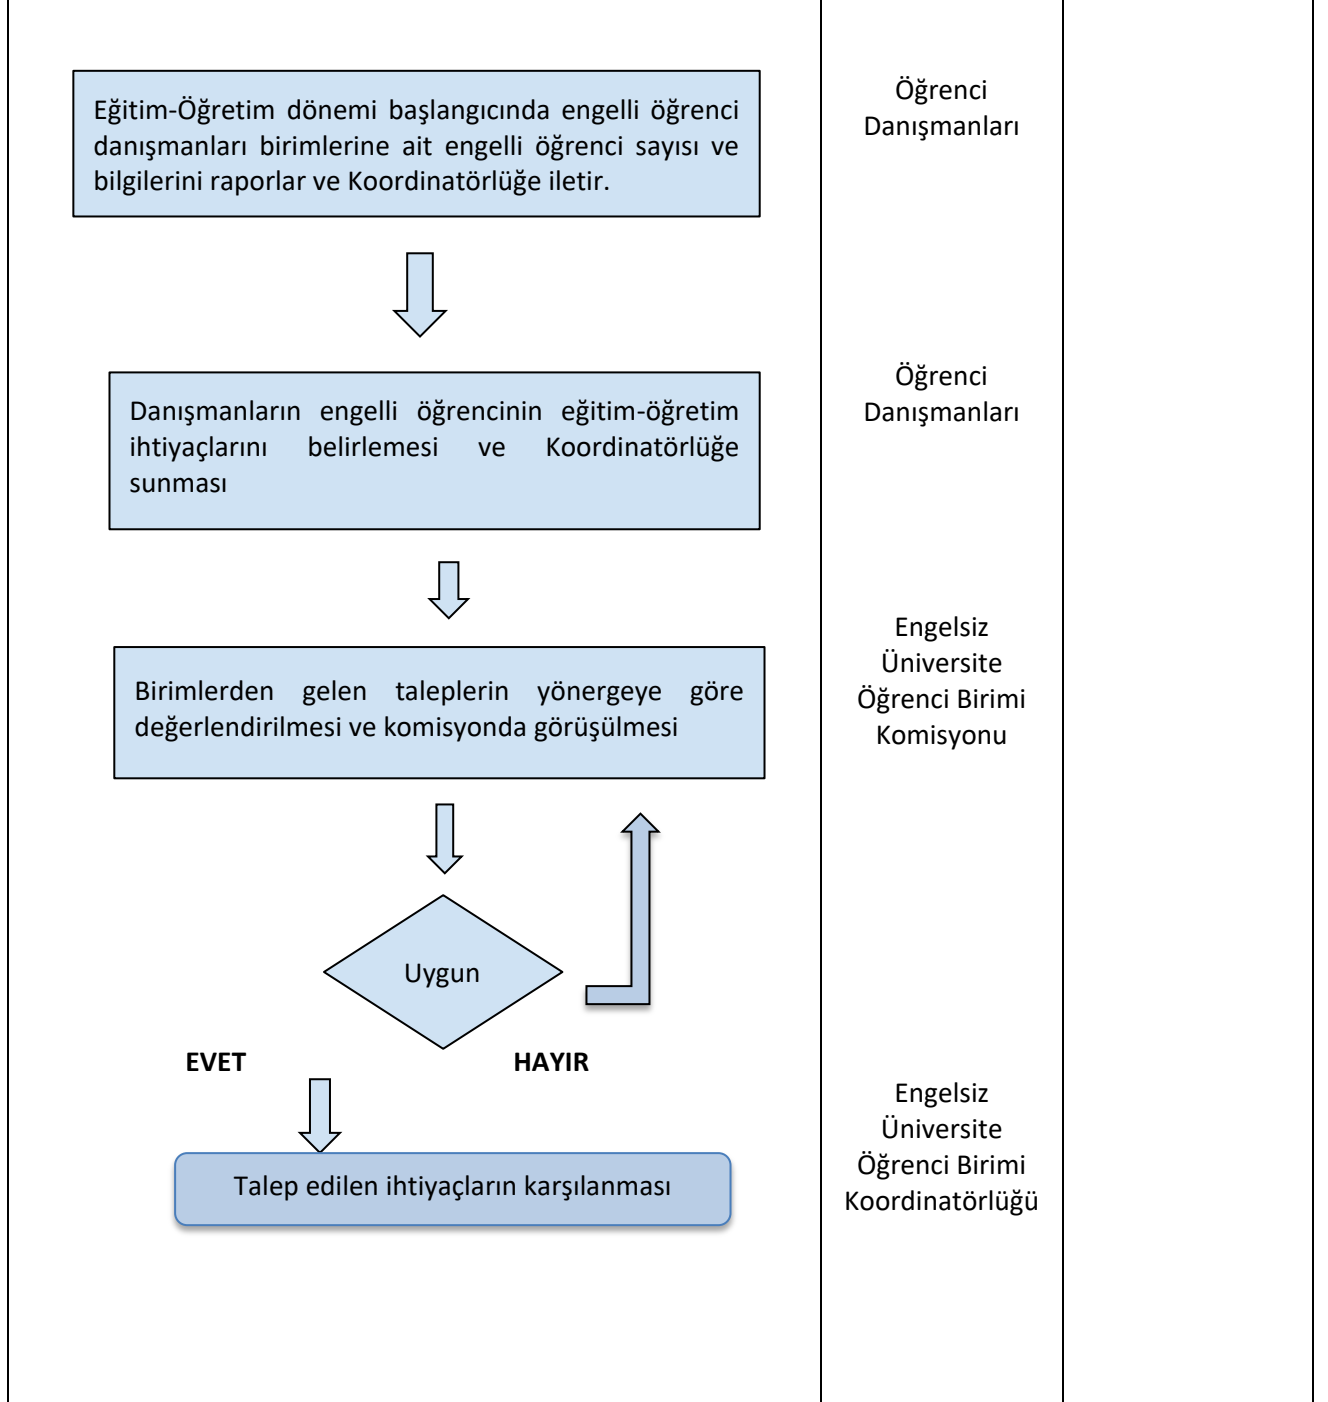 Eğitim-Öğretim dönemi başlangıcında engelli öğrenci
danışmanları birimlerine ait engelli öğrenci sayısı ve
bilgilerini raporlar ve Koordinatörlüğe iletir.
Öğrenci
Danışmanları
Danışmanların engelli öğrencinin eğitim-öğretim
ihtiyaçlarını belirlemesi ve Koordinatörlüğe
sunması
Öğrenci
Danışmanları
Birimlerden gelen taleplerin yönergeye göre
değerlendirilmesi ve komisyonda görüşülmesi
Engelsiz
Üniversite
Öğrenci Birimi
Komisyonu
Uygun
EVET
HAYIR
Talep edilen ihtiyaçların karşılanması
Engelsiz
Üniversite
Öğrenci Birimi
Koordinatörlüğü